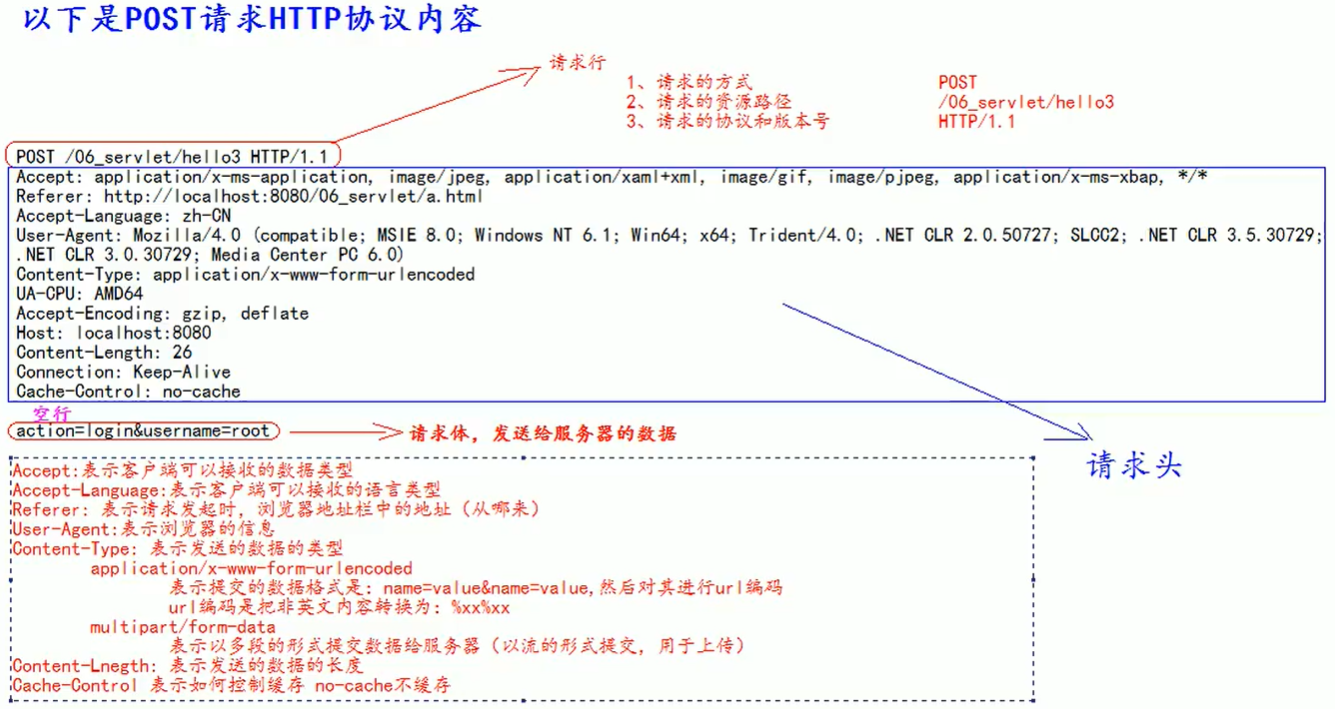 以下是POST请求HTTP协议内容
请求行
1、请求的方式 POST
2、请求的资源路径 /06_servlet/hello3
3、请求的协议和版本号 HTTP/1.1
POST /06_servlet/hello3 HTTP/1.1
Accept: application/x-ms-application, image/jpeg, application/xaml+xml, image/gif, image/pjpeg, application/x-ms-xbap, */*
Referer: http://localhost:8080/06_servlet/a.html
Accept-Language: zh-CN
User-Agent: Mozilla/4.0 (compatible; MSIE 8.0; Windows NT 6.1; Win64; x64; Trident/4.0; .NET CLR 2.0.50727; SLCC2; .NET CLR 3.5.30729;
.NET CLR 3.0.30729; Media Center PC 6.0)
Content-Type: application/x-www-form-urlencoded
UA-CPU: AMD64
Accept-Encoding: gzip, deflate
Host: localhost:8080
Content-Length: 26
Connection: Keep-Alive
Cache-Control: no-cache
空行
action=login&username=root
请求体，发送给服务器的数据
请求头
Accept:表示客户端可以接收的数据类型
Accept-Language:表示客户端可以接收的语言类型
Referer: 表示请求发起时，浏览器地址栏中的地址（从哪来）
User-Agent:表示浏览器的信息
Content-Type: 表示发送的数据的类型
application/x-www-form-urlencoded
表示提交的数据格式是：name=value&name=value,然后对其进行url编码
url编码是把非英文内容转换为：%xx%xx
multipart/form-data
表示以多段的形式提交数据给服务器（以流的形式提交，用于上传）
Content-Lnegth: 表示发送的数据的长度
Cache-Control 表示如何控制缓存 no-cache不缓存